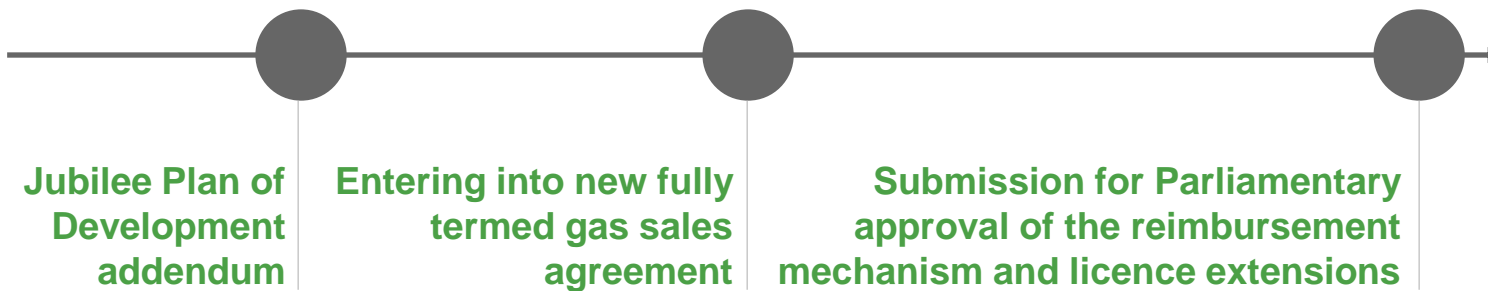 Jubilee Plan of
Development
addendum
Entering into new fully
termed gas sales
agreement
Submission for Parliamentary
approval of the reimbursement
mechanism and licence extensions